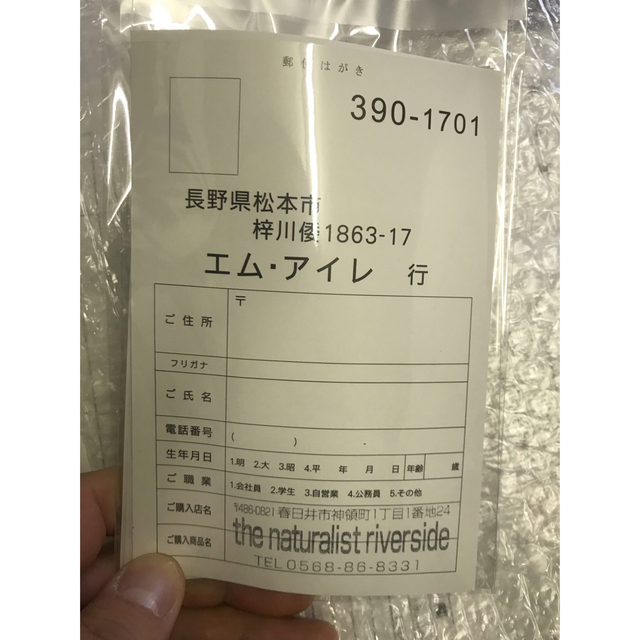 郵便はがき
390-1701
長野県松本市
梓川倭1863-17
エム・アイレ 行
ご住所 〒
フリガナ
ご氏名
電話番号 ( ) -
生年月日 1.明 2.大 3.昭 4.平 年 月 日 年齢 歳
ご職業 1.会社員 2.学生 3.自営業 4.公務員 5.その他
ご購入店名 〒486-0821 春日井市神領町1丁目1番地24
ご購入商品名 the naturalist riverside
TEL 0568-86-8331